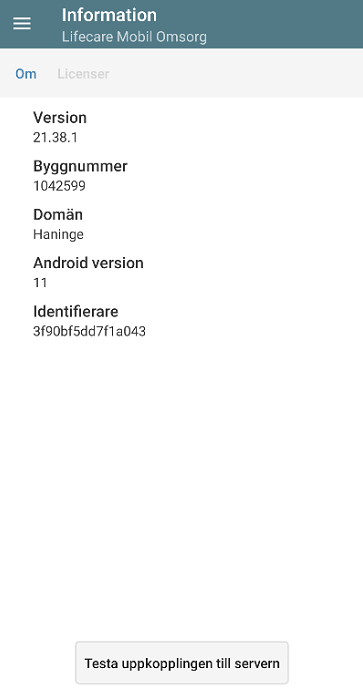 Information
Lifecare Mobil Omsorg
Om Licenser
Version
21.38.1
Byggnummer
1042599
Domän
Haninge
Android version
11
Identifierare
3f90bf5dd7f1a043
Testa uppkopplingen till servern